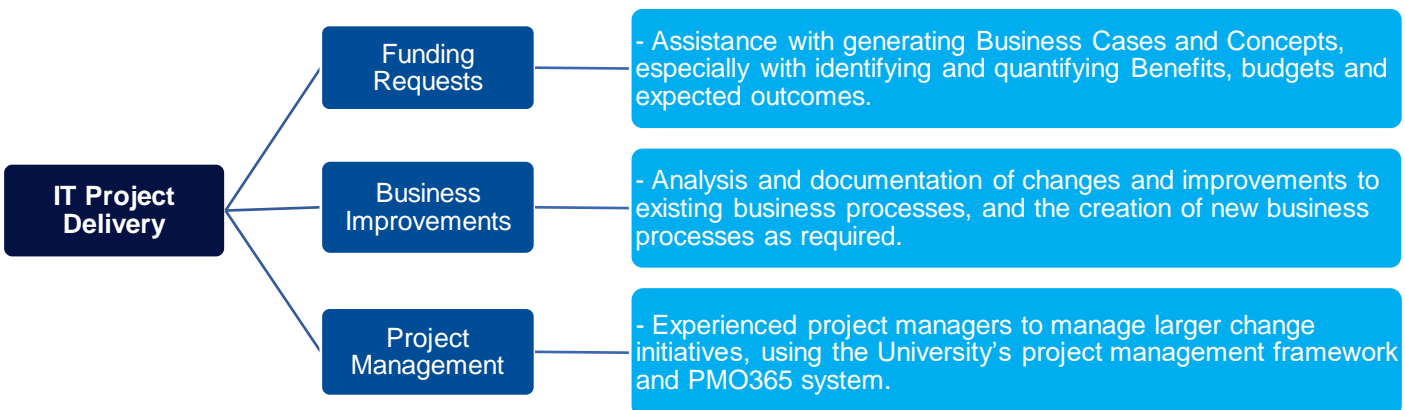 IT Project
Delivery
Funding
Requests
- Assistance with generating Business Cases and Concepts,
especially with identifying and quantifying Benefits, budgets and
expected outcomes.
Business
Improvements
- Analysis and documentation of changes and improvements to
existing business processes, and the creation of new business
processes as required.
Project
Management
- Experienced project managers to manage larger change
initiatives, using the University’s project management framework
and PMO365 system.